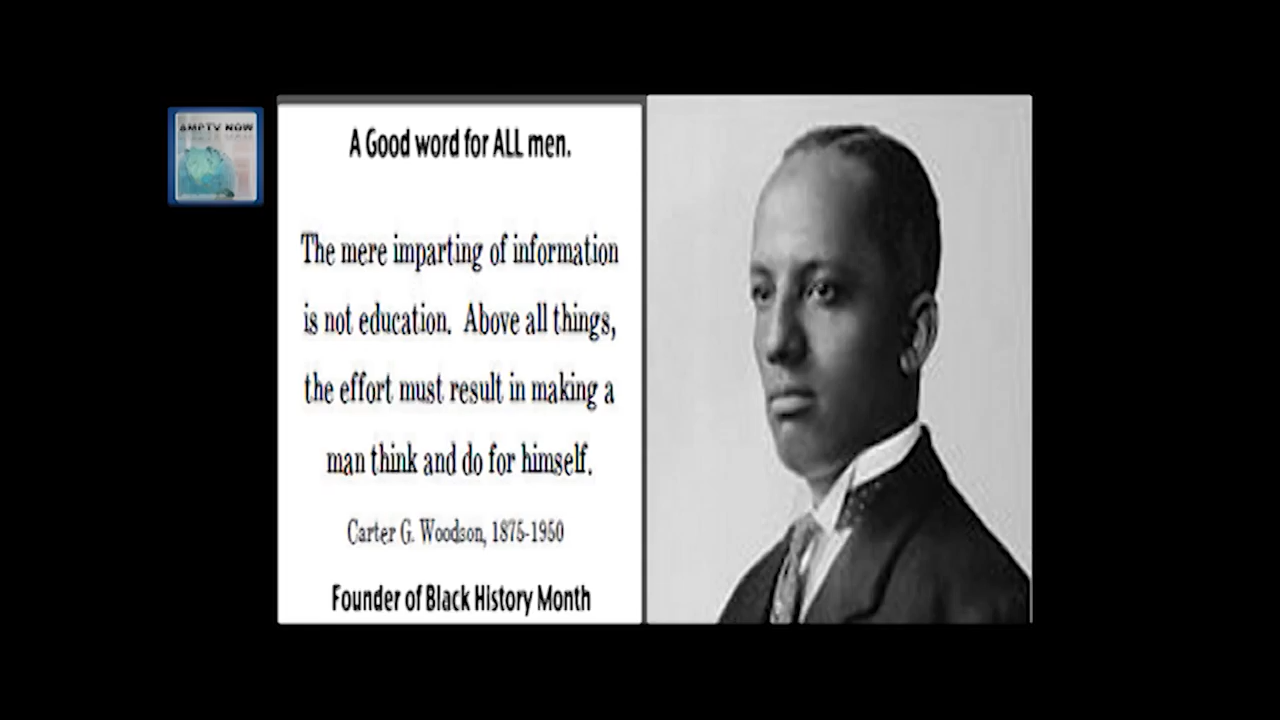 AMPTV NOW
A Good word for ALL men.
The mere imparting of information
is not education.  Above all things,
the effort must result in making a
man think and do for himself.
Carter G. Woodson, 1875-1950
Founder of Black History Month